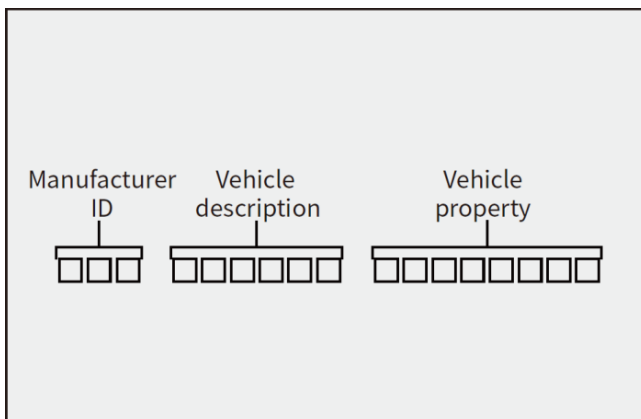 Manufacturer
ID
Vehicle
description
Vehicle
property